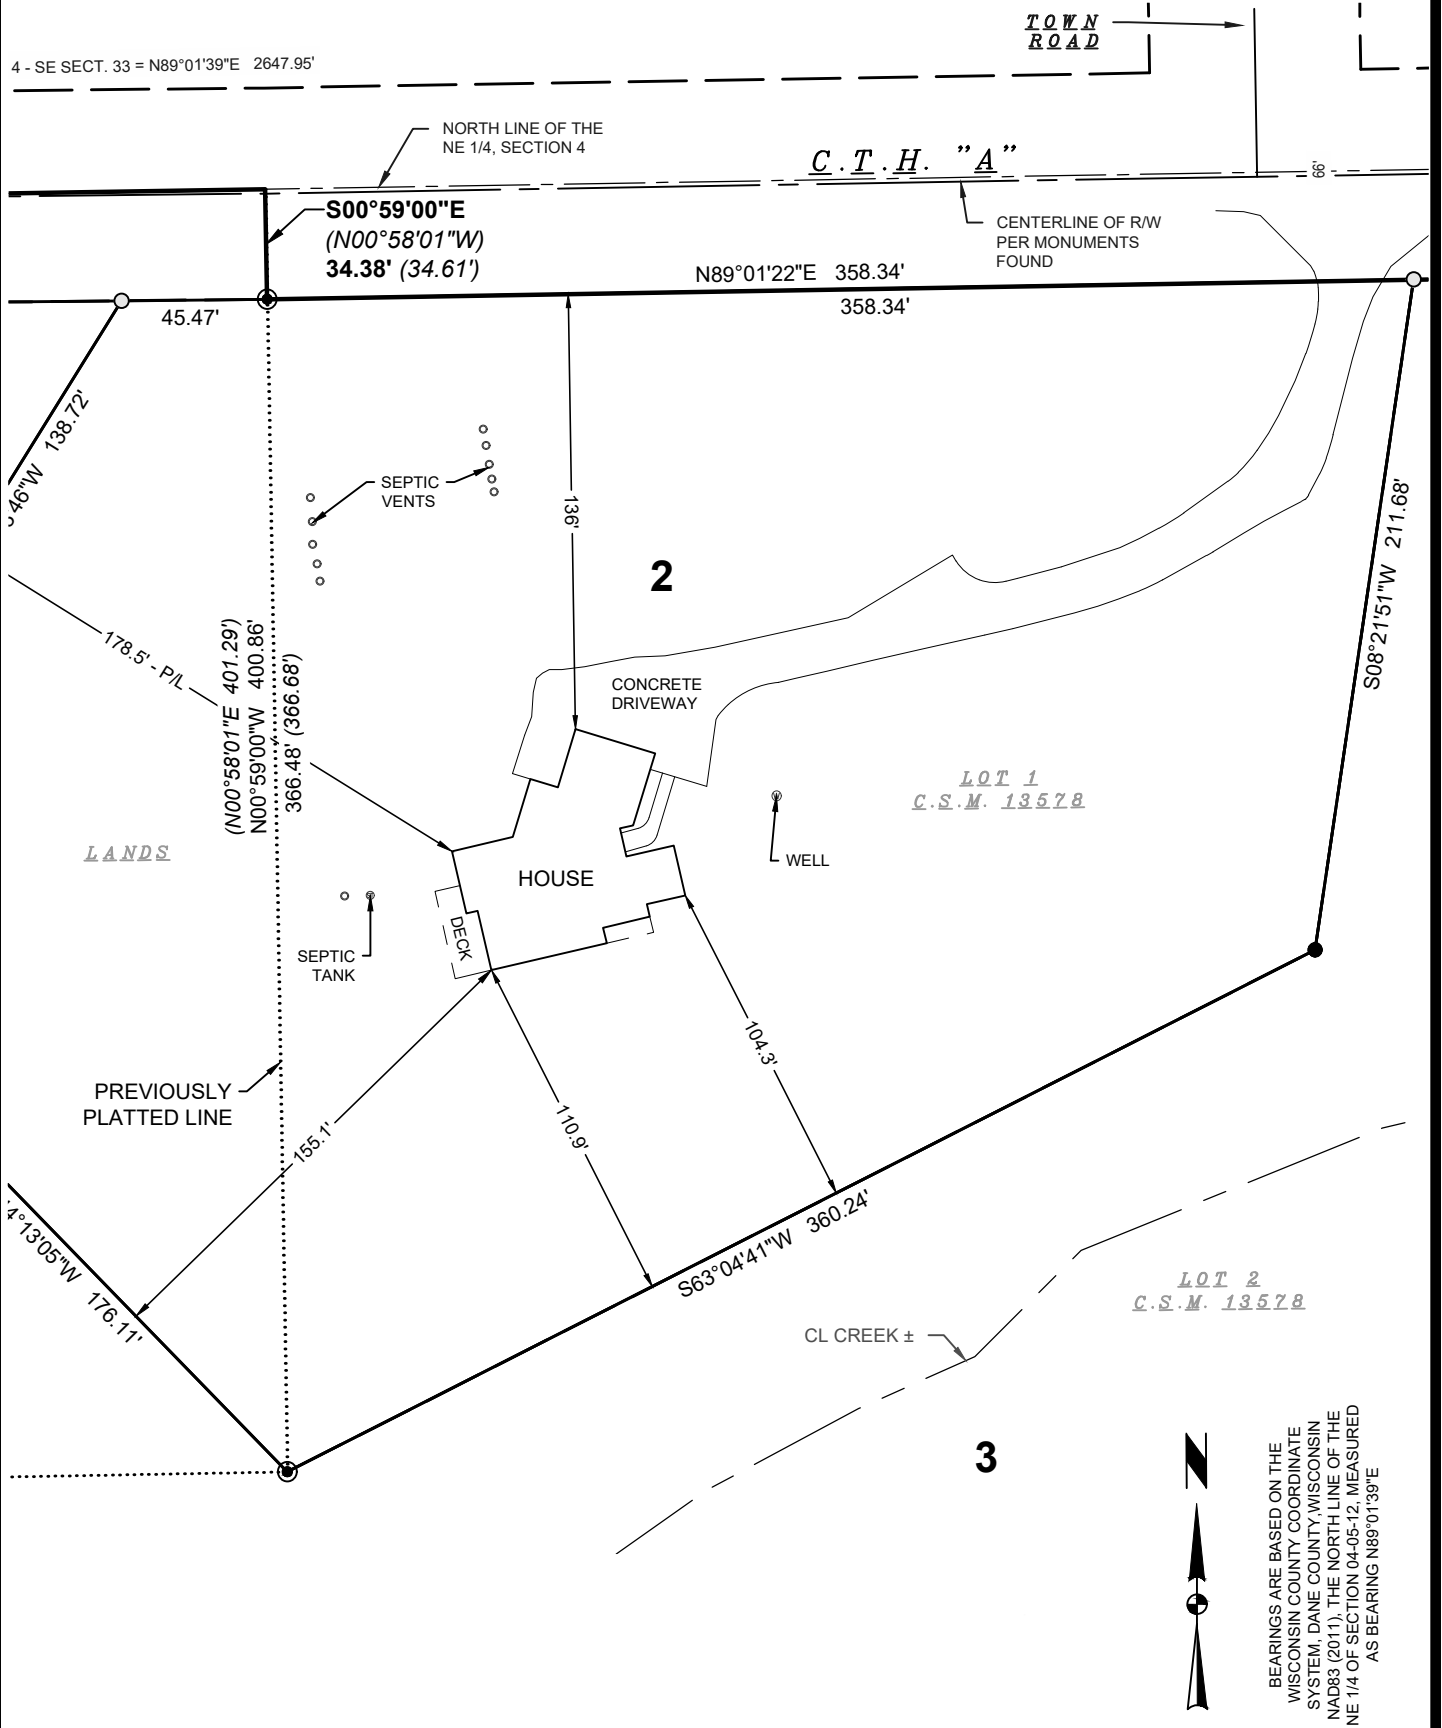 TOWN
ROAD
4 - SE SECT. 33 = N89°01'39"E 2647.95'
NORTH LINE OF THE
NE 1/4, SECTION 4
C.T.H. "A"
66'
S00°59'00"E
(N00°58'01"W)
34.38' (34.61')
CENTERLINE OF R/W
PER MONUMENTS
FOUND
N89°01'22"E 358.34'
358.34'
45.47'
46"W 138.72'
SEPTIC
VENTS
136'
S08°21'51"W 211.68'
2
178.5' - P/L
(N00°58'01"E 401.29')
N00°59'00"W 400.86'
366.48' (366.68')
CONCRETE
DRIVEWAY
LOT 1
C.S.M. 13578
LANDS
WELL
HOUSE
DECK
SEPTIC
TANK
104.3'
PREVIOUSLY
PLATTED LINE
110.9'
155.1'
4°13'05"W 176.11'
S63°04'41"W 360.24'
LOT 2
C.S.M. 13578
CL CREEK ±
3
N
BEARINGS ARE BASED ON THE
WISCONSIN COUNTY COORDINATE
SYSTEM, DANE COUNTY,WISCONSIN
NAD83 (2011), THE NORTH LINE OF THE
NE 1/4 OF SECTION 04-05-12, MEASURED
AS BEARING N89°01'39"E